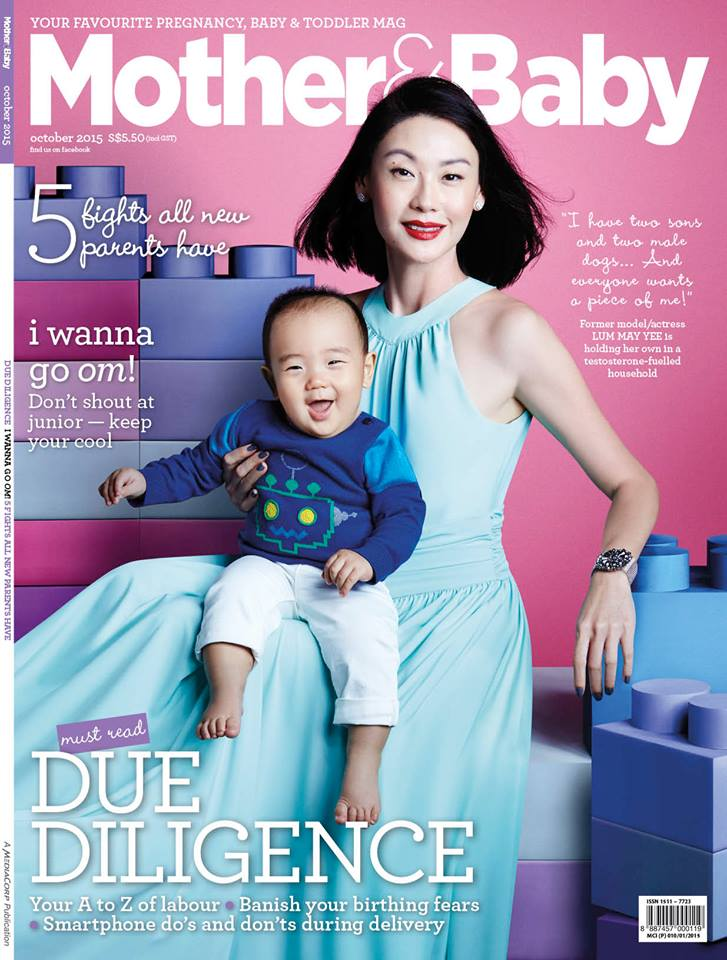 YOUR FAVOURITE PREGNANCY, BABY & TODDLER MAG
Mother&Baby
october 2015 S$5.50 (incl GST)
find us on facebook
5 fights all new
parents have
i wanna
go om!
Don't shout at
junior — keep
your cool
"I have two sons
and two male
dogs... And
everyone wants
a piece of me!"
Former model/actress
LUM MAY YEE is
holding her own in a
testosterone-fuelled
household
must read
DUE
DILIGENCE
Your A to Z of labour • Banish your birthing fears
• Smartphone do's and don'ts during delivery
ISSN 1511 – 7723
8 887457 000119
MCI (P) 010/01/2015
Mother&Baby october 2015
DUE DILIGENCE I WANNA GO OM! 5 FIGHTS ALL NEW PARENTS HAVE
A MEDIACORP Publication